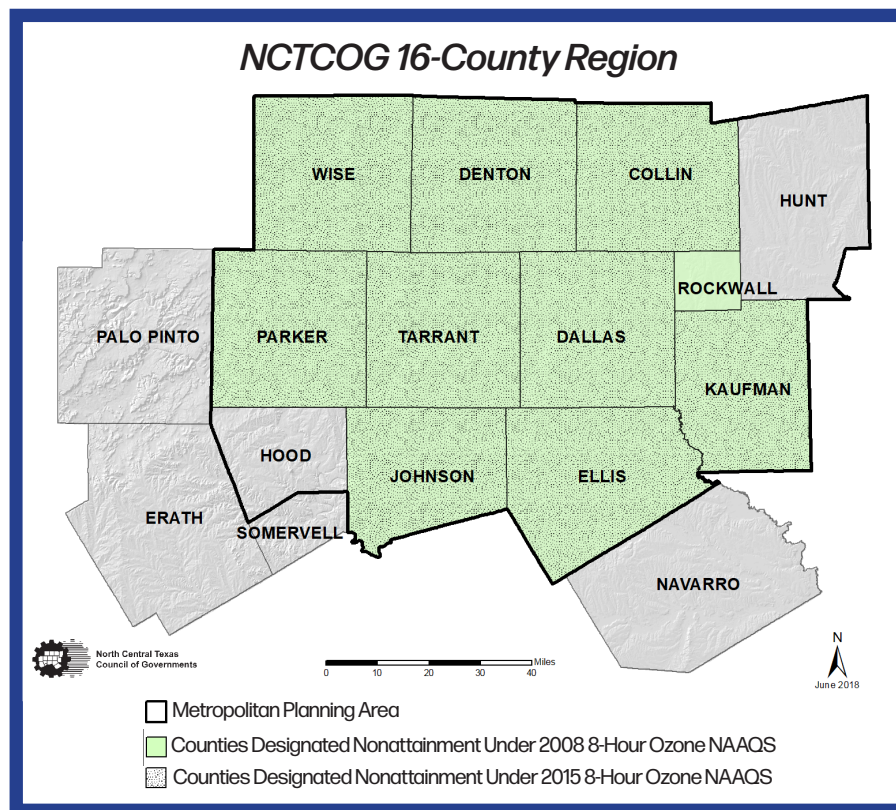 NCTCOG 16-County Region
WISE
DENTON
COLLIN
HUNT
ROCKWALL
PALO PINTO
PARKER
TARRANT
DALLAS
KAUFMAN
HOOD
JOHNSON
ELLIS
ERATH
SOMERVELL
NAVARRO
North Central Texas
Council of Governments
Miles
0 10 20 30 40
N
June 2018
Metropolitan Planning Area
Counties Designated Nonattainment Under 2008 8-Hour Ozone NAAQS
Counties Designated Nonattainment Under 2015 8-Hour Ozone NAAQS